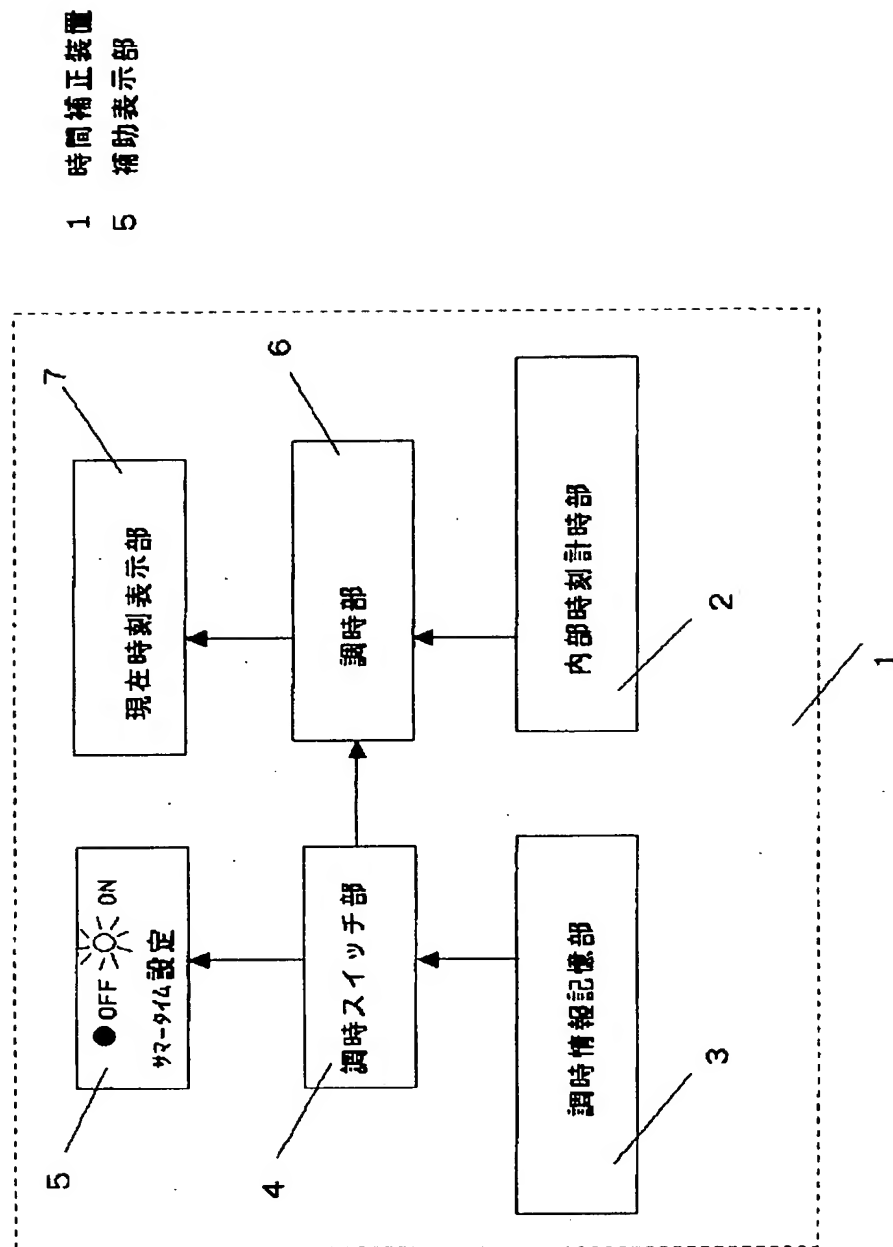 1 時間補正装置
5 補助表示部
7
現在時刻表示部
6
調時部
2
内部時刻計時部
5
●OFF ON
サマータイム設定
4
調時スイッチ部
3
調時情報記憶部
1